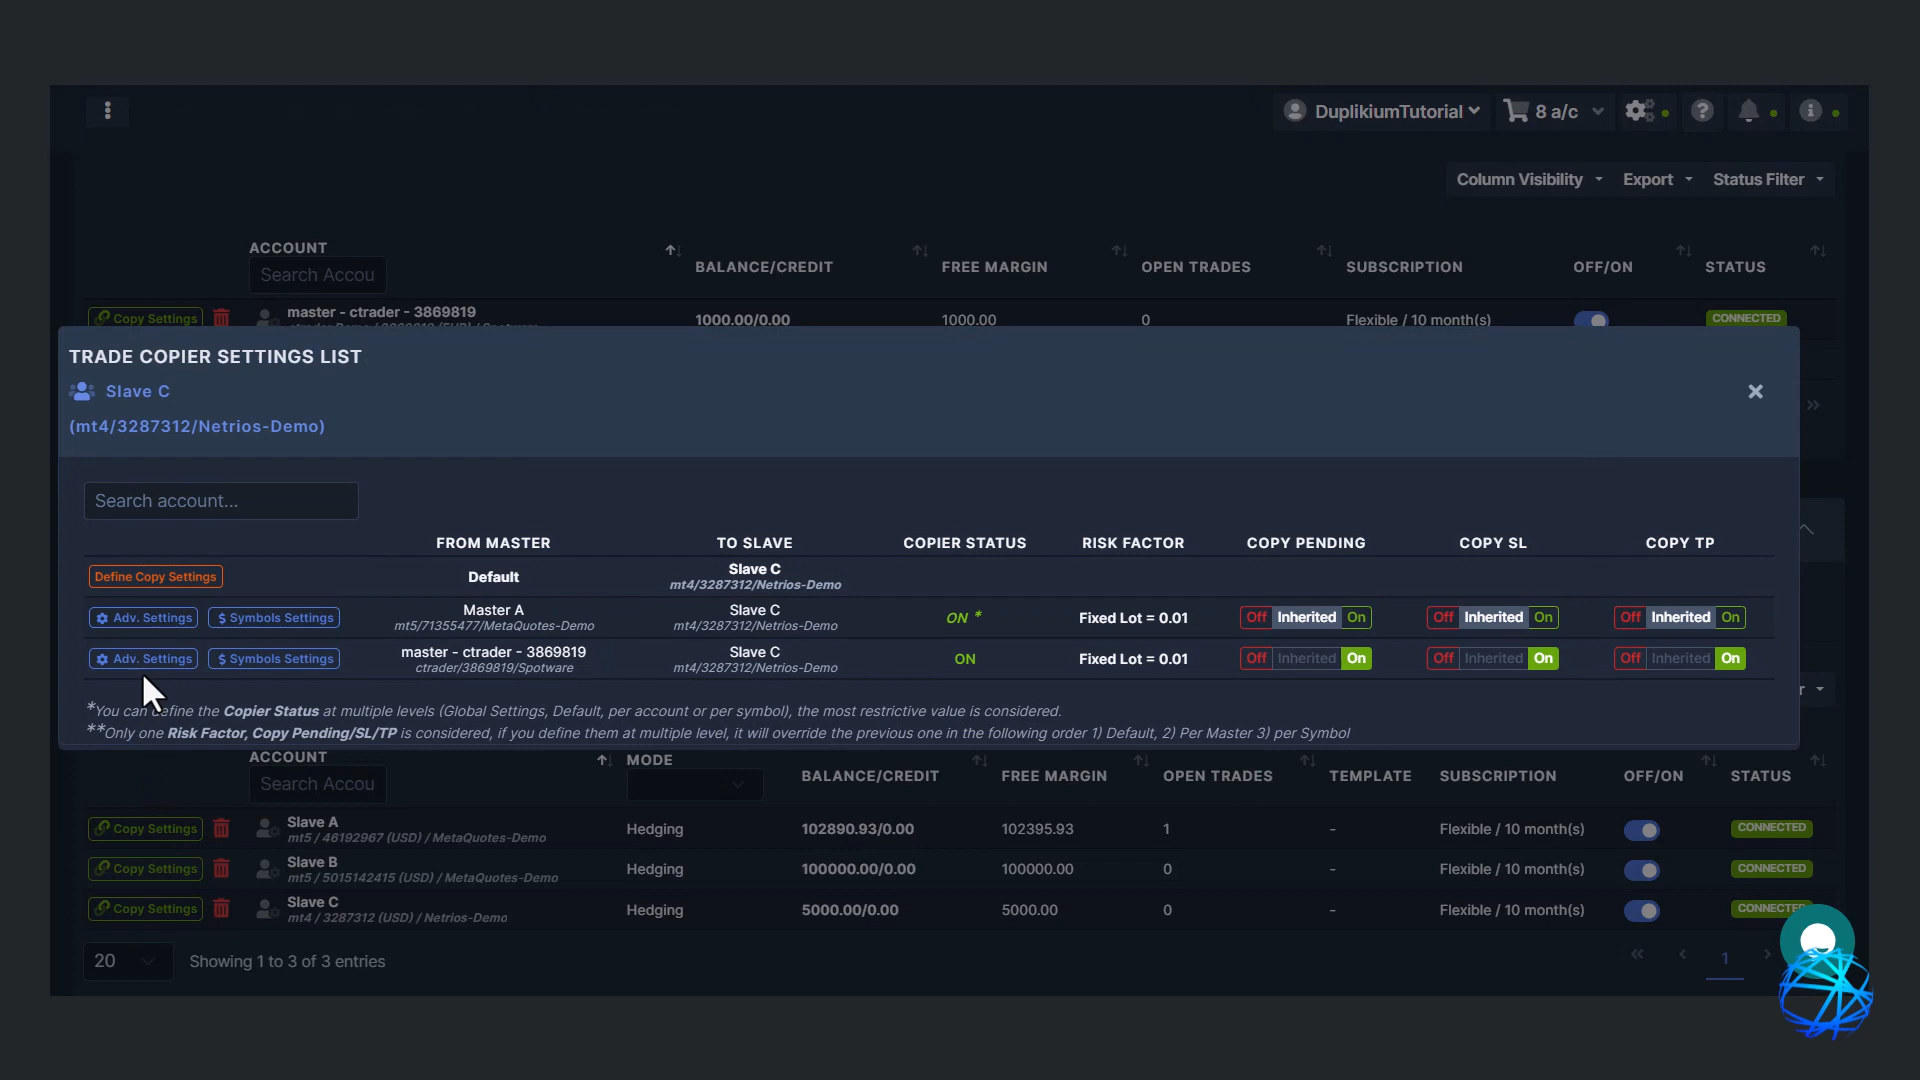 DuplikiumTutorial 8 a/c
Column Visibility Export Status Filter
ACCOUNT
Search Accou
BALANCE/CREDIT FREE MARGIN OPEN TRADES SUBSCRIPTION OFF/ON STATUS
Copy Settings master - ctrader - 3869819 1000.00/0.00 1000.00 0 Flexible / 10 month(s) CONNECTED
TRADE COPIER SETTINGS LIST
Slave C
(mt4/3287312/Netrios-Demo)
Search account...
FROM MASTER TO SLAVE COPIER STATUS RISK FACTOR COPY PENDING COPY SL COPY TP
Define Copy Settings Default Slave C
mt4/3287312/Netrios-Demo
Adv. Settings $ Symbols Settings Master A Slave C ON * Fixed Lot = 0.01 Off Inherited On Off Inherited On Off Inherited On
mt5/71355477/MetaQuotes-Demo mt4/3287312/Netrios-Demo
Adv. Settings $ Symbols Settings master - ctrader - 3869819 Slave C ON Fixed Lot = 0.01 Off Inherited On Off Inherited On Off Inherited On
ctrader/3869819/Spotware mt4/3287312/Netrios-Demo
*You can define the Copier Status at multiple levels (Global Settings, Default, per account or per symbol), the most restrictive value is considered.
**Only one Risk Factor, Copy Pending/SL/TP is considered, if you define them at multiple level, it will override the previous one in the following order 1) Default, 2) Per Master 3) per Symbol
ACCOUNT MODE
Search Accou
BALANCE/CREDIT FREE MARGIN OPEN TRADES TEMPLATE SUBSCRIPTION OFF/ON STATUS
Copy Settings Slave A Hedging 102890.93/0.00 102395.93 1 - Flexible / 10 month(s) CONNECTED
mt5 / 46192967 (USD) / MetaQuotes-Demo
Copy Settings Slave B Hedging 100000.00/0.00 100000.00 0 - Flexible / 10 month(s) CONNECTED
mt5 / 5015142415 (USD) / MetaQuotes-Demo
Copy Settings Slave C Hedging 5000.00/0.00 5000.00 0 - Flexible / 10 month(s) CONNECTED
mt4 / 3287312 (USD) / Netrios-Demo
20 Showing 1 to 3 of 3 entries « ‹ 1 ›